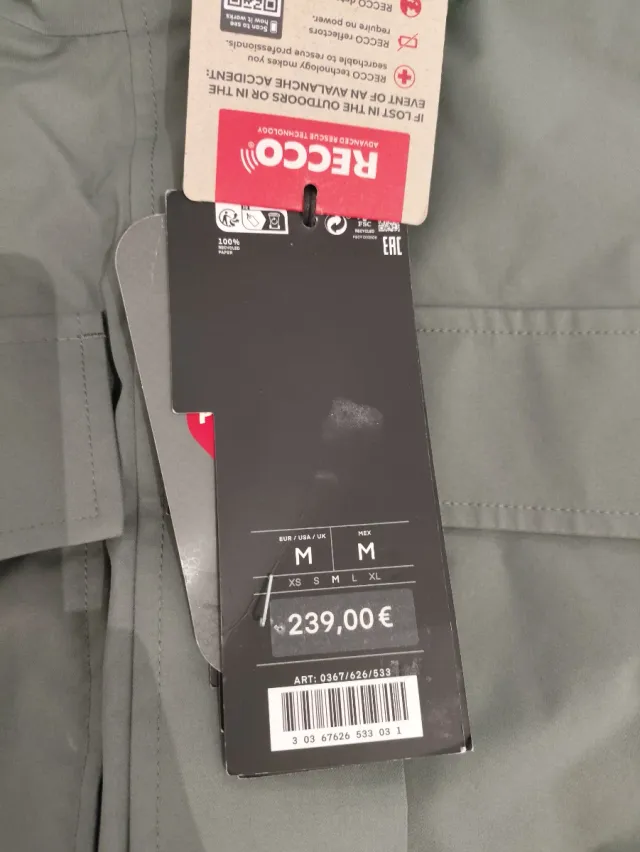 Scan to see
how it works
require no power.
RECCO reflectors
searchable to rescue professionals.
RECCO technology makes you
EVENT OF AN AVALANCHE ACCIDENT:
IF LOST IN THE OUTDOORS OR IN THE
ADVANCED RESCUE TECHNOLOGY
RECCO
100%
RECYCLED
PAPER
FSC
EAC
EUR / USA / UK
MEX
M
M
XS S M L XL
239,00 €
ART: 0367/626/533
3 03 67626 533 03 1